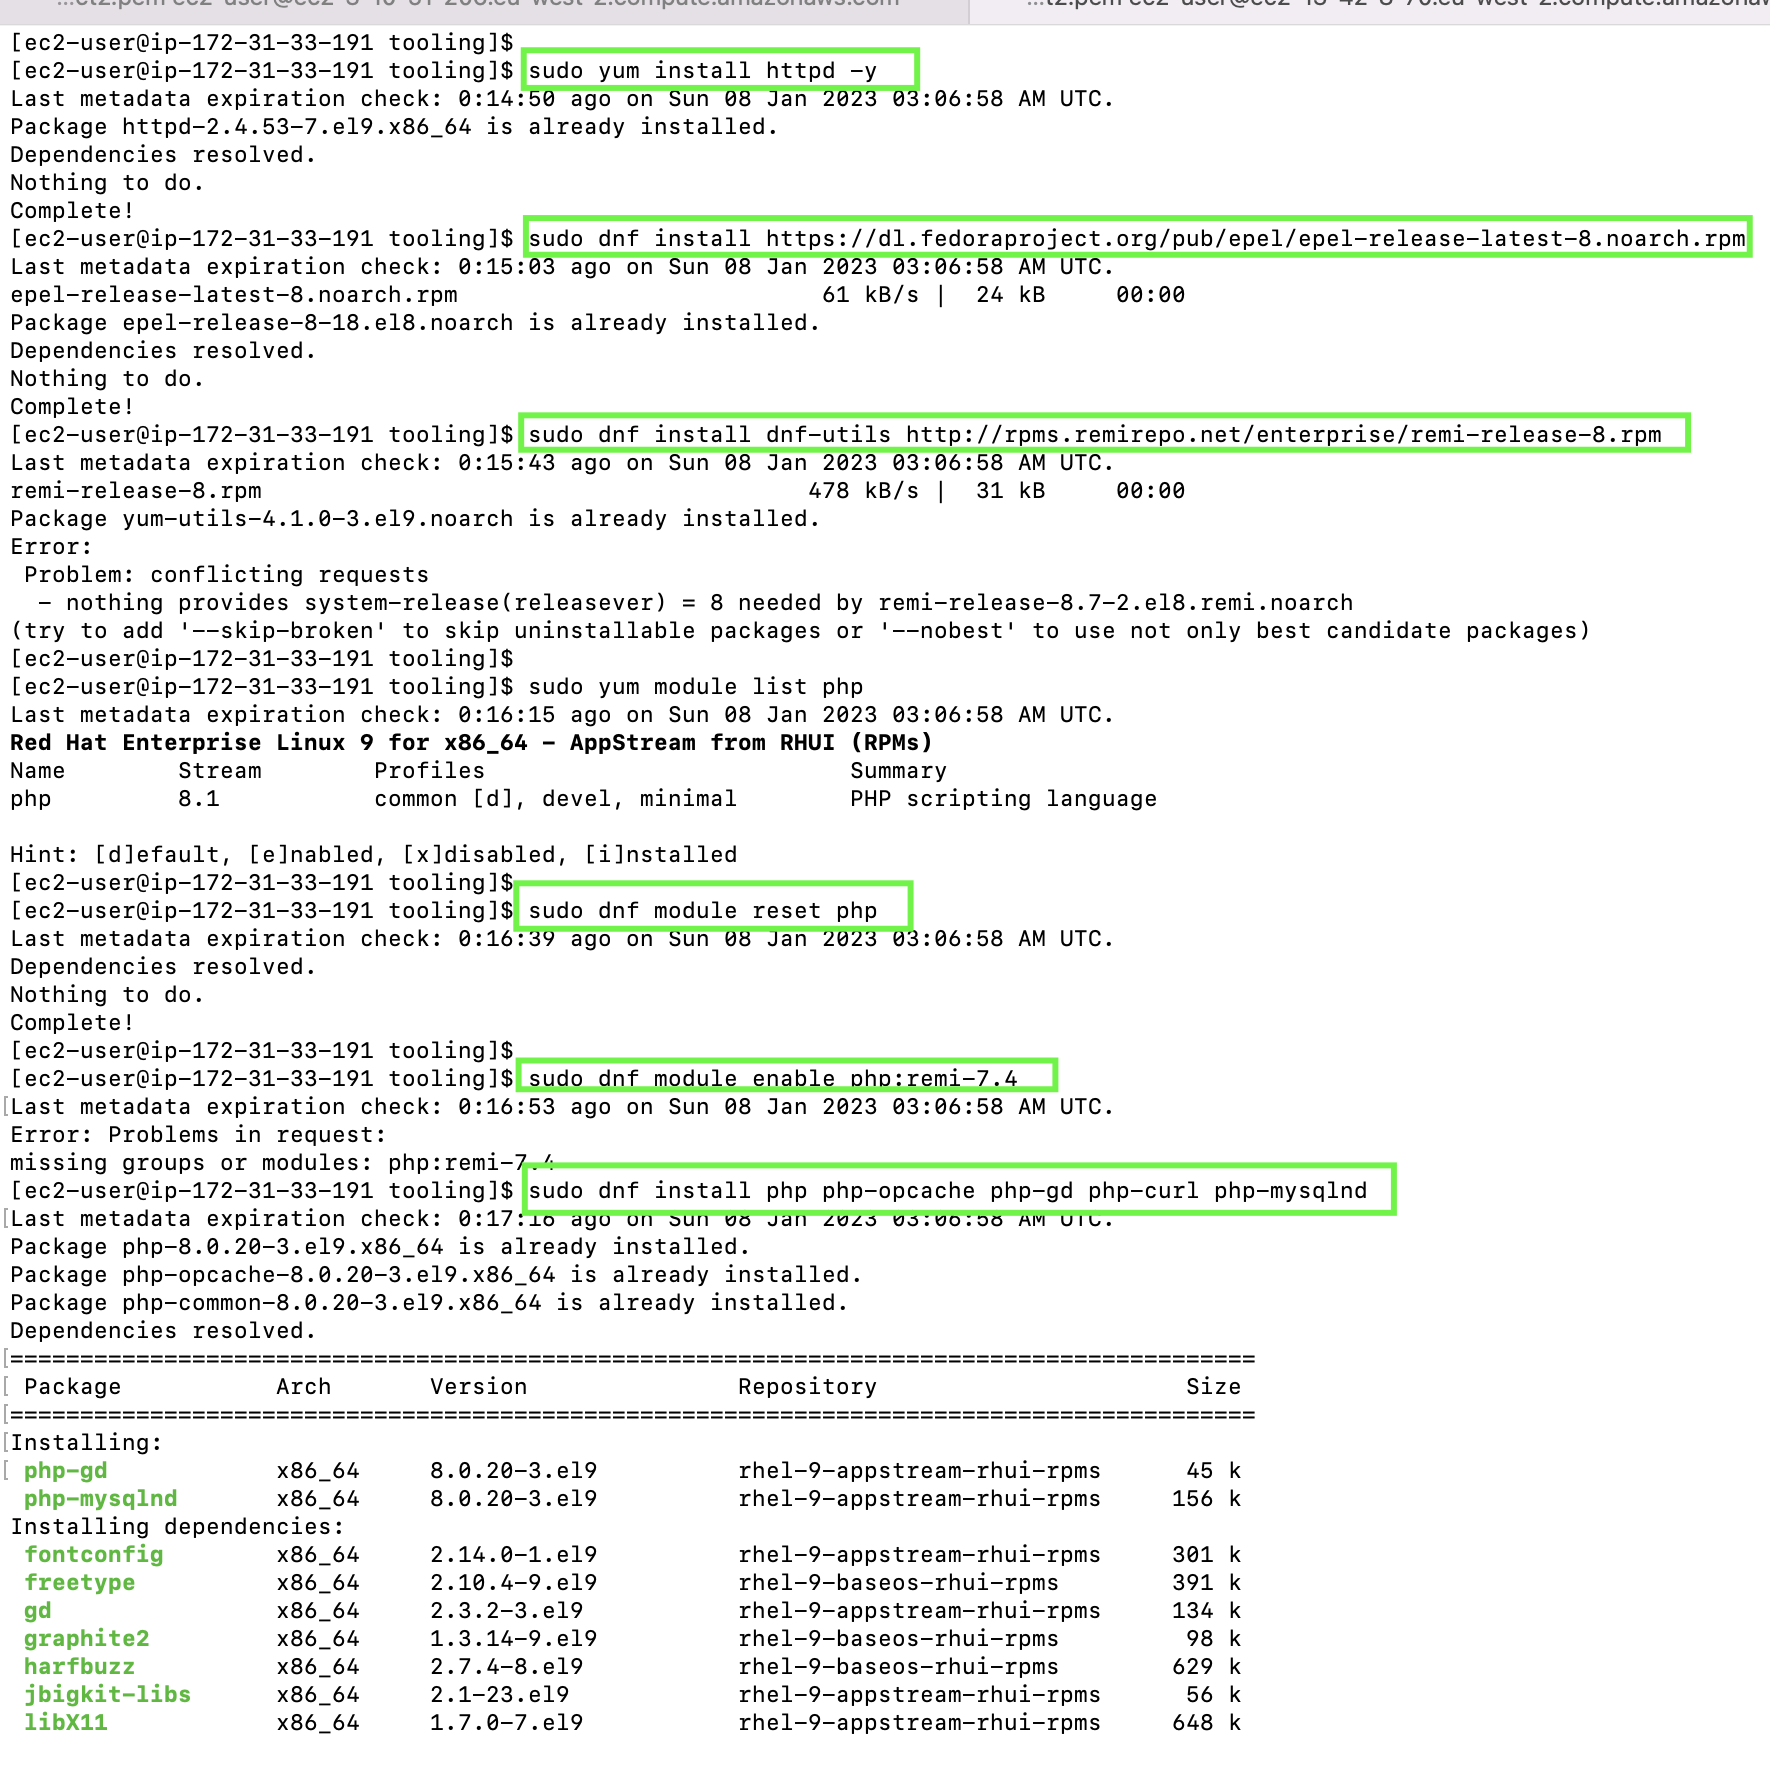 [ec2-user@ip-172-31-33-191 tooling]$
[ec2-user@ip-172-31-33-191 tooling]$ sudo yum install httpd -y
Last metadata expiration check: 0:14:50 ago on Sun 08 Jan 2023 03:06:58 AM UTC.
Package httpd-2.4.53-7.el9.x86_64 is already installed.
Dependencies resolved.
Nothing to do.
Complete!
[ec2-user@ip-172-31-33-191 tooling]$ sudo dnf install https://dl.fedoraproject.org/pub/epel/epel-release-latest-8.noarch.rpm
Last metadata expiration check: 0:15:03 ago on Sun 08 Jan 2023 03:06:58 AM UTC.
epel-release-latest-8.noarch.rpm 61 kB/s | 24 kB 00:00
Package epel-release-8-18.el8.noarch is already installed.
Dependencies resolved.
Nothing to do.
Complete!
[ec2-user@ip-172-31-33-191 tooling]$ sudo dnf install dnf-utils http://rpms.remirepo.net/enterprise/remi-release-8.rpm
Last metadata expiration check: 0:15:43 ago on Sun 08 Jan 2023 03:06:58 AM UTC.
remi-release-8.rpm 478 kB/s | 31 kB 00:00
Package yum-utils-4.1.0-3.el9.noarch is already installed.
Error:
Problem: conflicting requests
- nothing provides system-release(releasever) = 8 needed by remi-release-8.7-2.el8.remi.noarch
(try to add '--skip-broken' to skip uninstallable packages or '--nobest' to use not only best candidate packages)
[ec2-user@ip-172-31-33-191 tooling]$
[ec2-user@ip-172-31-33-191 tooling]$ sudo yum module list php
Last metadata expiration check: 0:16:15 ago on Sun 08 Jan 2023 03:06:58 AM UTC.
Red Hat Enterprise Linux 9 for x86_64 - AppStream from RHUI (RPMs)
Name Stream Profiles Summary
php 8.1 common [d], devel, minimal PHP scripting language
Hint: [d]efault, [e]nabled, [x]disabled, [i]nstalled
[ec2-user@ip-172-31-33-191 tooling]$
[ec2-user@ip-172-31-33-191 tooling]$ sudo dnf module reset php
Last metadata expiration check: 0:16:39 ago on Sun 08 Jan 2023 03:06:58 AM UTC.
Dependencies resolved.
Nothing to do.
Complete!
[ec2-user@ip-172-31-33-191 tooling]$
[ec2-user@ip-172-31-33-191 tooling]$ sudo dnf module enable php:remi-7.4
[Last metadata expiration check: 0:16:53 ago on Sun 08 Jan 2023 03:06:58 AM UTC.
Error: Problems in request:
missing groups or modules: php:remi-7.4
[ec2-user@ip-172-31-33-191 tooling]$ sudo dnf install php php-opcache php-gd php-curl php-mysqlnd
[Last metadata expiration check: 0:17:16 ago on Sun 08 Jan 2023 03:06:58 AM UTC.
Package php-8.0.20-3.el9.x86_64 is already installed.
Package php-opcache-8.0.20-3.el9.x86_64 is already installed.
Package php-common-8.0.20-3.el9.x86_64 is already installed.
Dependencies resolved.
[=========================================================================================
[ Package Arch Version Repository Size
[=========================================================================================
[Installing:
[ php-gd x86_64 8.0.20-3.el9 rhel-9-appstream-rhui-rpms 45 k
php-mysqlnd x86_64 8.0.20-3.el9 rhel-9-appstream-rhui-rpms 156 k
Installing dependencies:
fontconfig x86_64 2.14.0-1.el9 rhel-9-appstream-rhui-rpms 301 k
freetype x86_64 2.10.4-9.el9 rhel-9-baseos-rhui-rpms 391 k
gd x86_64 2.3.2-3.el9 rhel-9-appstream-rhui-rpms 134 k
graphite2 x86_64 1.3.14-9.el9 rhel-9-baseos-rhui-rpms 98 k
harfbuzz x86_64 2.7.4-8.el9 rhel-9-baseos-rhui-rpms 629 k
jbigkit-libs x86_64 2.1-23.el9 rhel-9-appstream-rhui-rpms 56 k
libX11 x86_64 1.7.0-7.el9 rhel-9-appstream-rhui-rpms 648 k